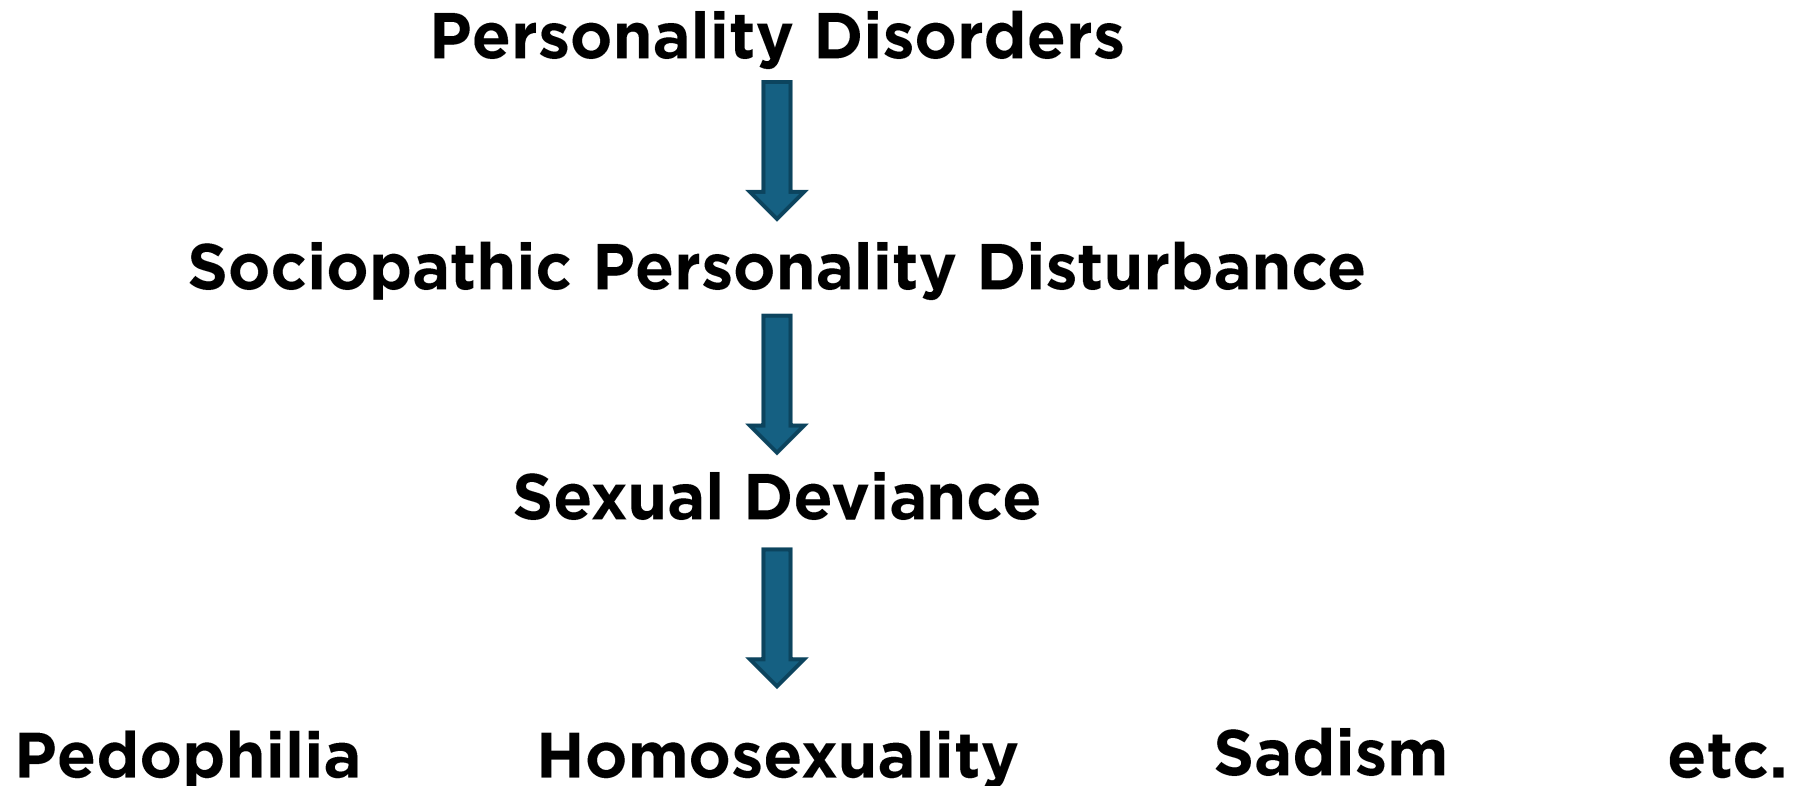 Personality Disorders
Sociopathic Personality Disturbance
Sexual Deviance
Pedophilia Homosexuality Sadism etc.